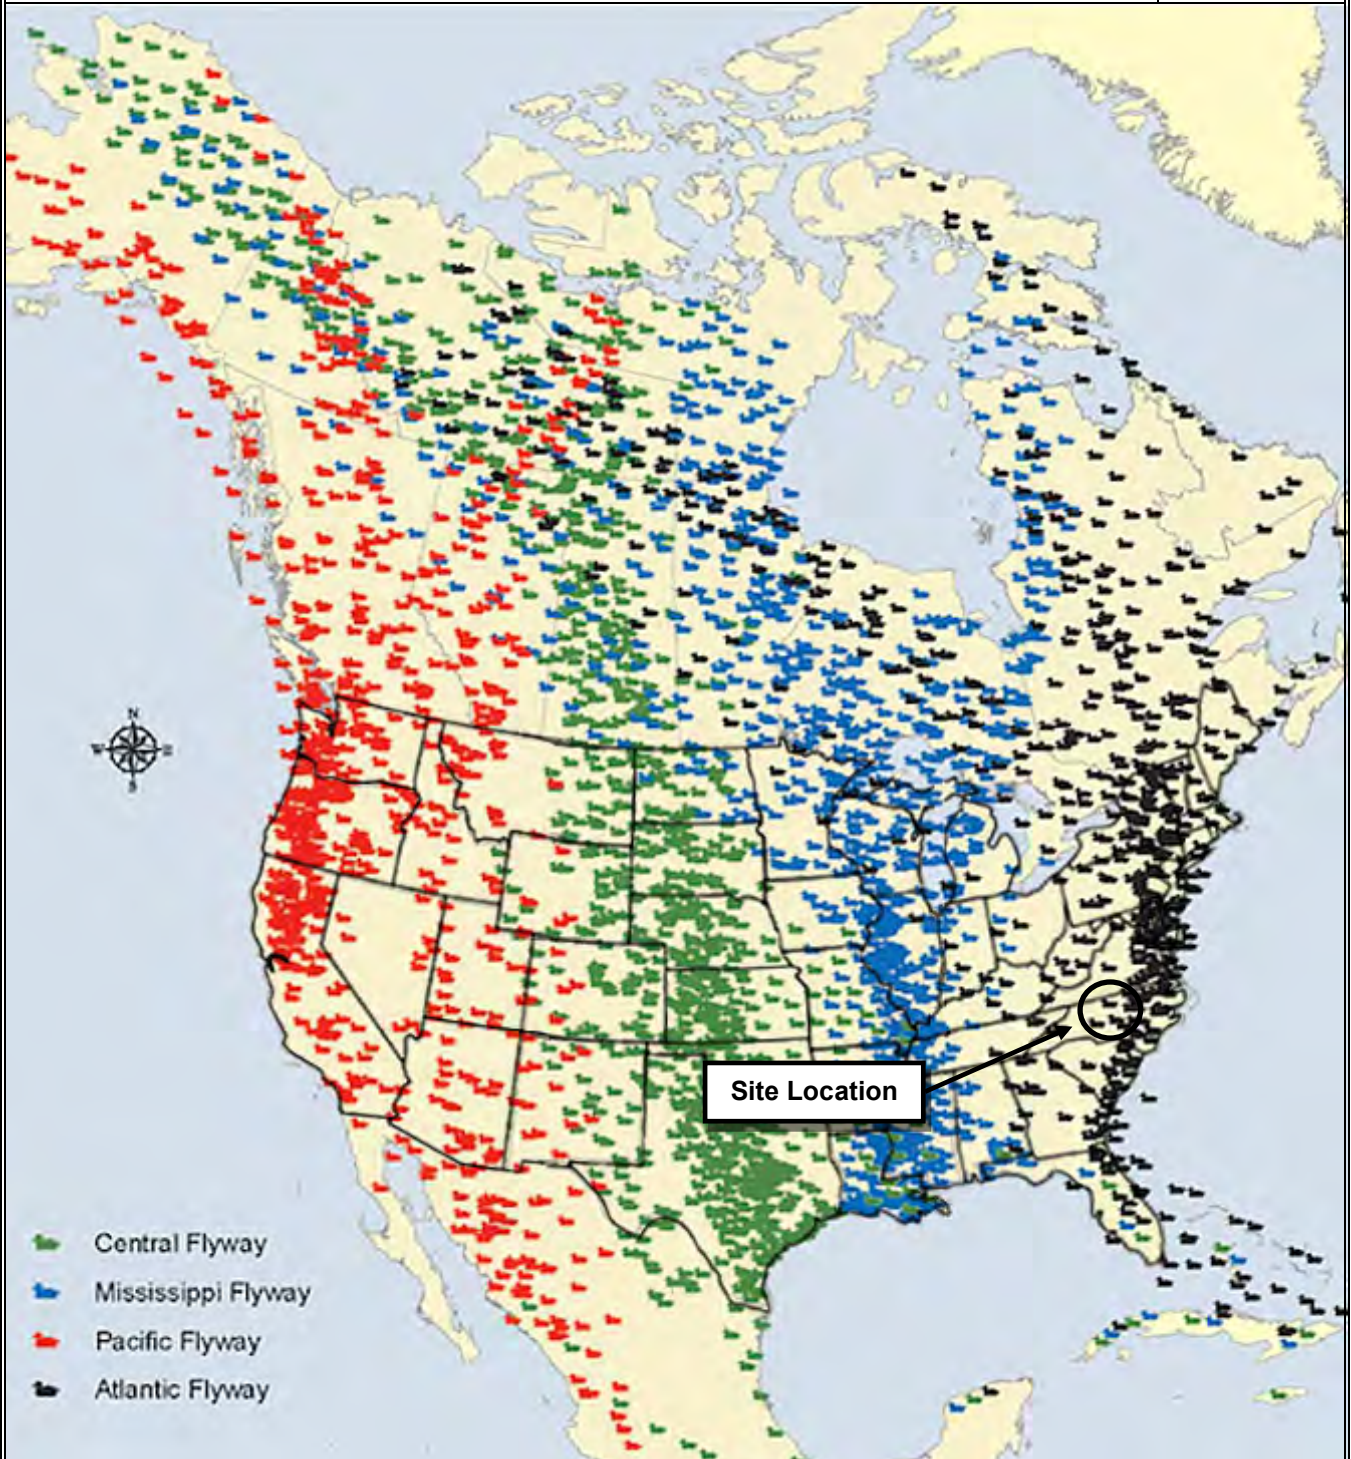 N
W
E
S
Site Location
Central Flyway
Mississippi Flyway
Pacific Flyway
Atlantic Flyway